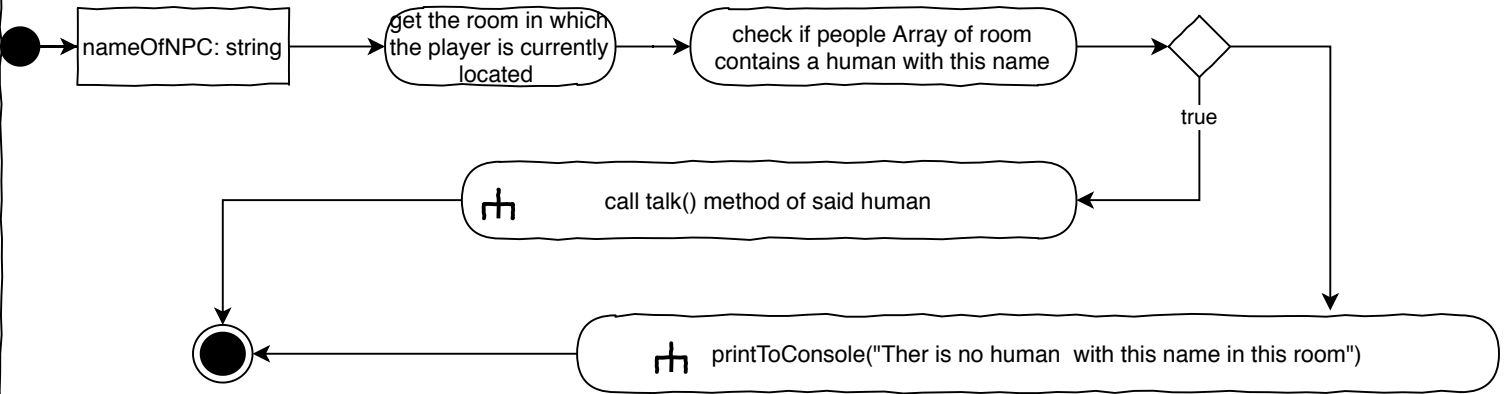 nameOfNPC: string
get the room in which
the player is currently
located
check if people Array of room
contains a human with this name
true
call talk() method of said human
printToConsole("Ther is no human  with this name in this room")